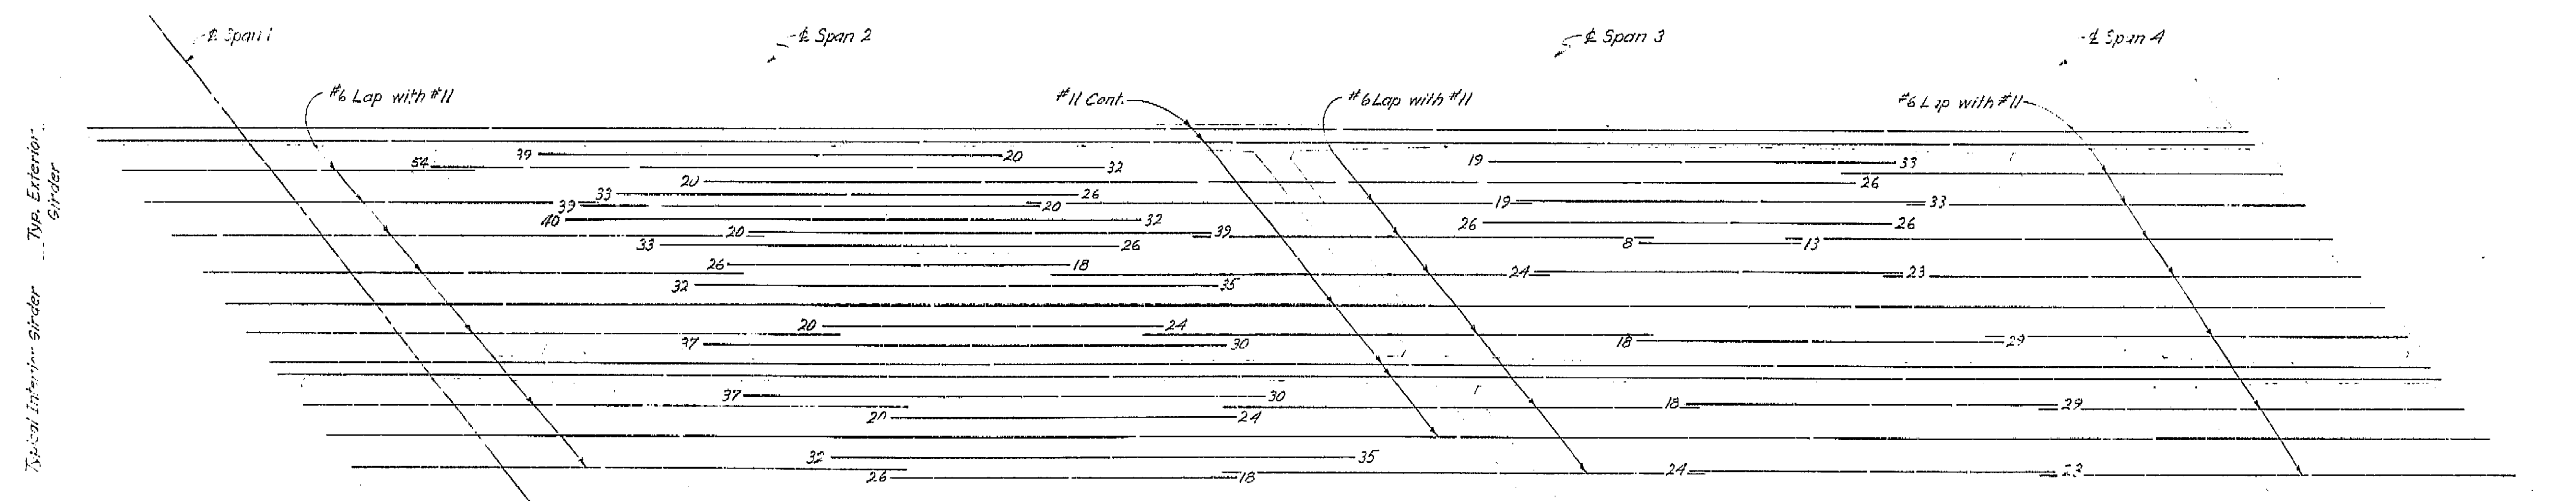 ℄ Span 1
℄ Span 2
℄ Span 3
℄ Span 4
#6 Lap with #11
#11 Cont.
#6 Lap with #11
#6 Lap with #11
Typ. Exterior
Girder
39 20
19 33
54 32
20 26
33 26
39 20 19 33
40 32 26 26
20 39
33 26 8 13
26 18
24 23
32 35
20 24
37 30 18 29
37 30
18 29
20 24
32 35
24 23
26 18
Typical Interior Girder